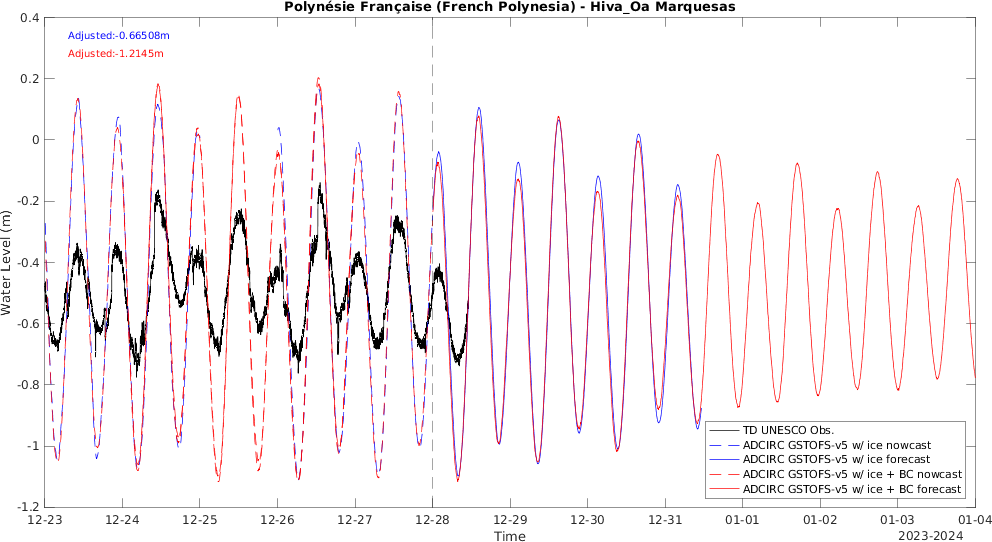 Polynésie Française (French Polynesia) - Hiva_Oa Marquesas
Adjusted:-0.66508m
Adjusted:-1.2145m
Water Level (m)
0.4
0.2
0
-0.2
-0.4
-0.6
-0.8
-1
-1.2
TD UNESCO Obs.
ADCIRC GSTOFS-v5 w/ ice nowcast
ADCIRC GSTOFS-v5 w/ ice forecast
ADCIRC GSTOFS-v5 w/ ice + BC nowcast
ADCIRC GSTOFS-v5 w/ ice + BC forecast
12-23 12-24 12-25 12-26 12-27 12-28 12-29 12-30 12-31 01-01 01-02 01-03 01-04
Time
2023-2024